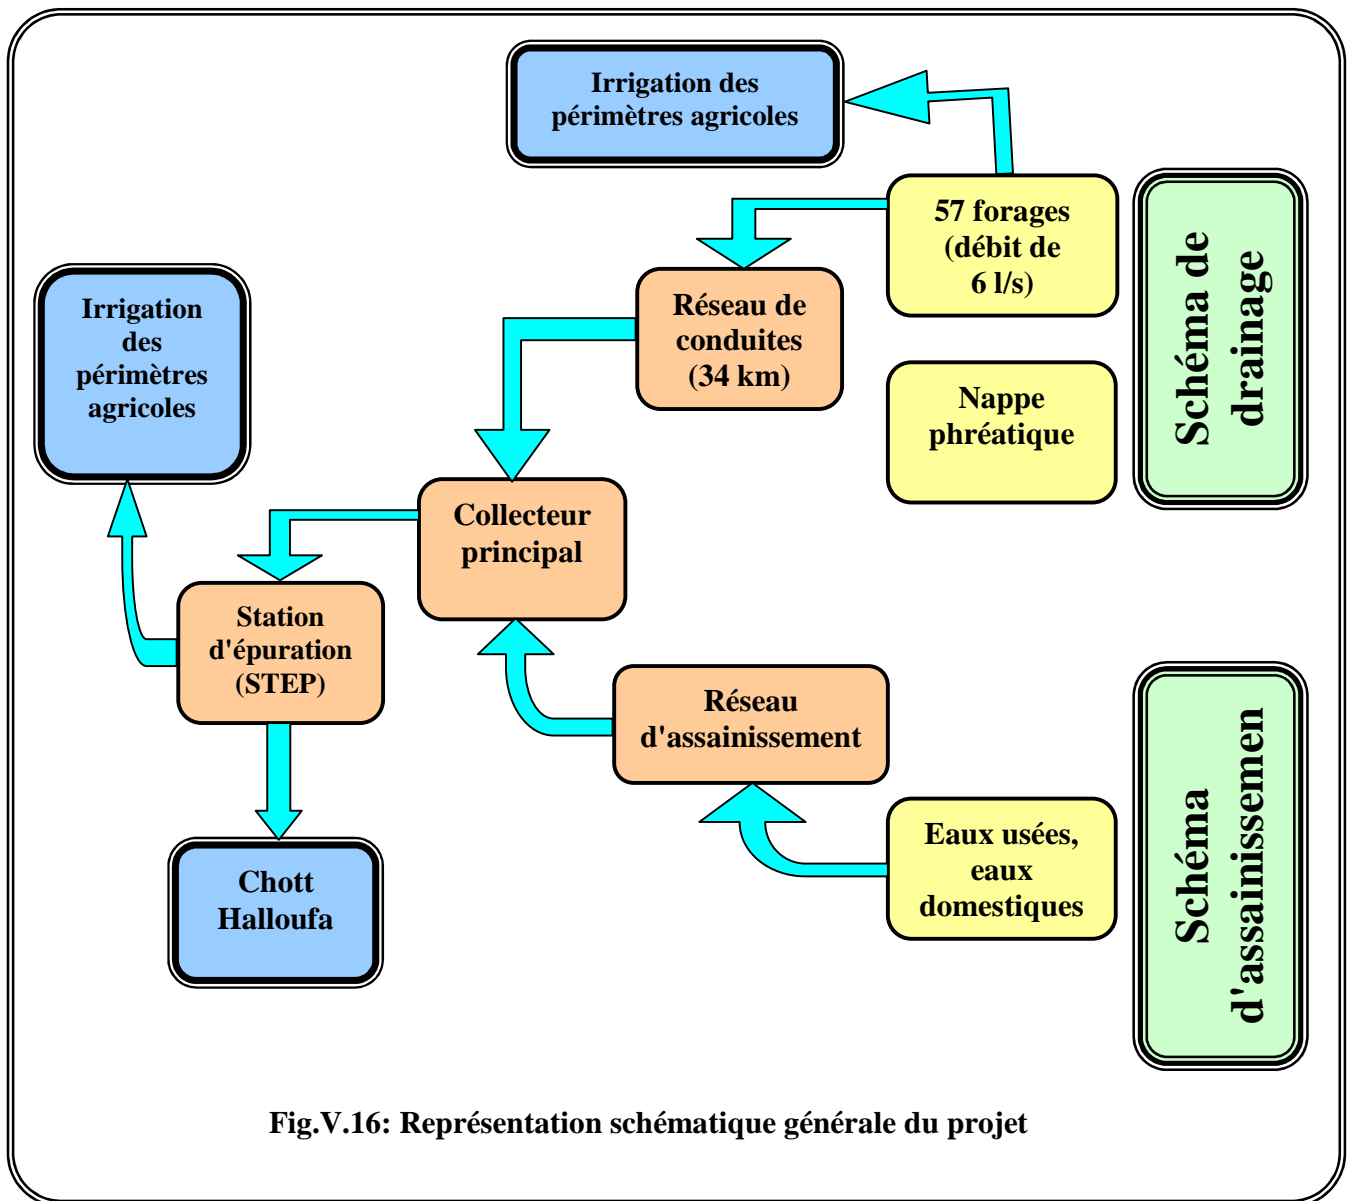 Irrigation des
périmètres agricoles
57 forages
(débit de
6 l/s)
Schéma de
drainage
Réseau de
conduites
(34 km)
Irrigation
des
périmètres
agricoles
Nappe
phréatique
Collecteur
principal
Station
d'épuration
(STEP)
Réseau
d'assainissement
Schéma
d'assainissemen
Eaux usées,
eaux
domestiques
Chott
Halloufa
Fig.V.16: Représentation schématique générale du projet